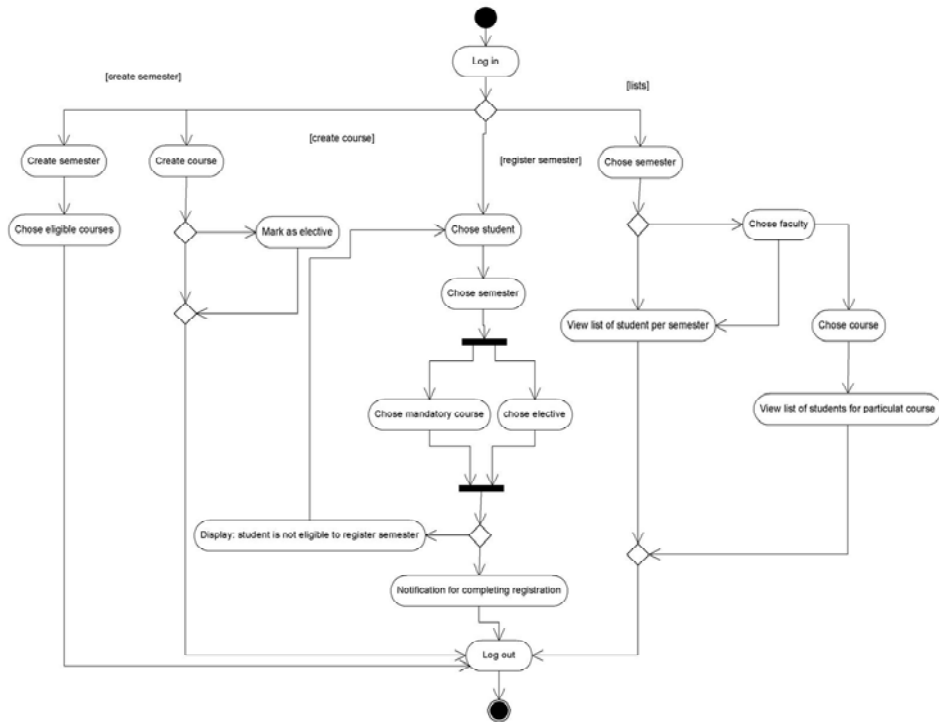 Log in
[create semester]
[lists]
[create course]
[register semester]
Create semester
Create course
Chose semester
Chose eligible courses
Mark as elective
Chose student
Chose faculty
Chose semester
View list of student per semester
Chose course
Chose mandatory course
chose elective
View list of students for particulat course
Display: student is not eligible to register semester
Notification for completing registration
Log out